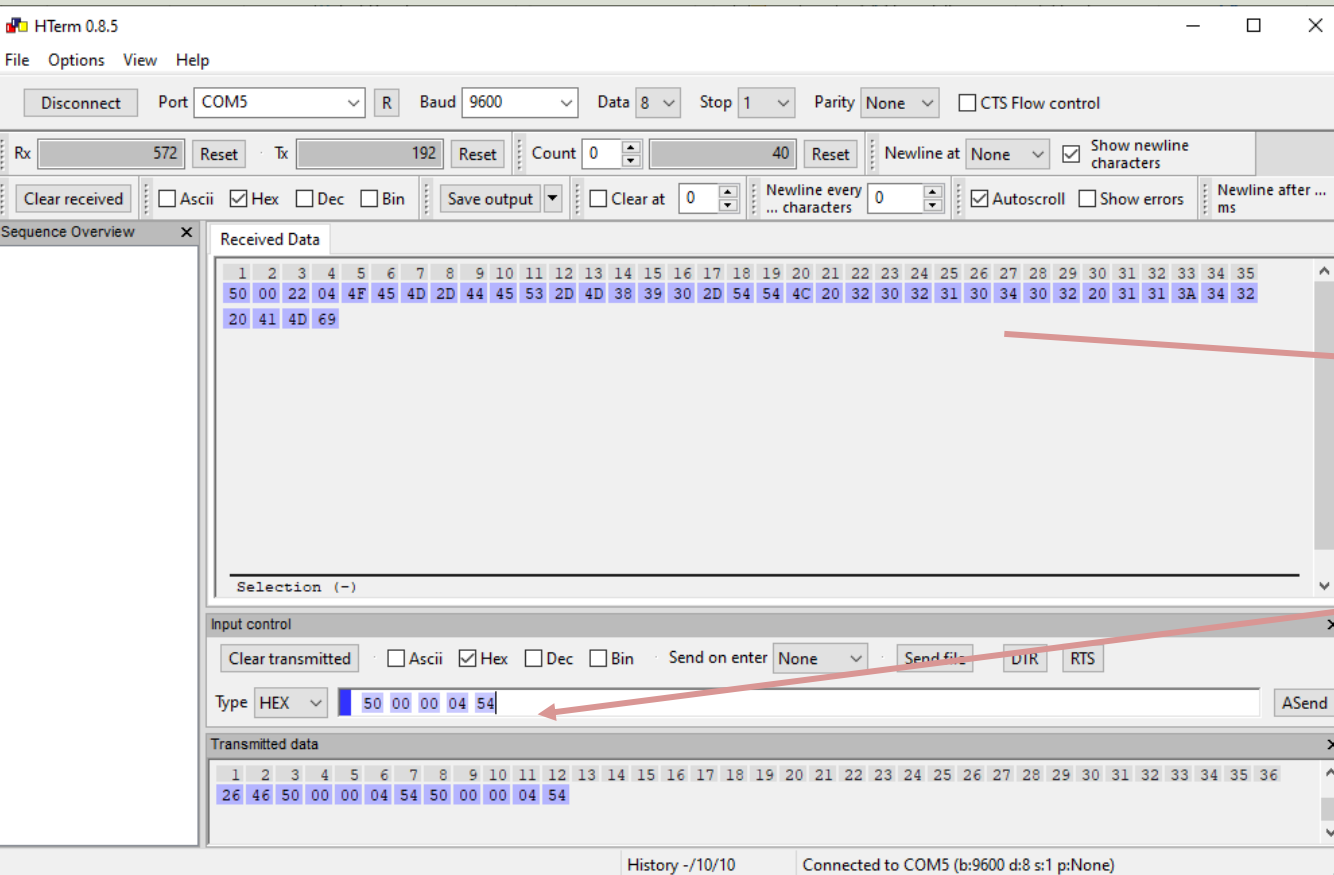 HTerm 0.8.5
File Options View Help
Disconnect Port COM5 R Baud 9600 Data 8 Stop 1 Parity None CTS Flow control
Rx 572 Reset Tx 192 Reset Count 0 40 Reset Newline at None Show newline characters
Clear received Ascii Hex Dec Bin Save output Clear at 0 Newline every ... characters 0 Autoscroll Show errors Newline after ... ms
Sequence Overview X Received Data
1 2 3 4 5 6 7 8 9 10 11 12 13 14 15 16 17 18 19 20 21 22 23 24 25 26 27 28 29 30 31 32 33 34 35
50 00 22 04 4F 45 4D 2D 44 45 53 2D 4D 38 39 30 2D 54 54 4C 20 32 30 32 31 30 34 30 32 20 31 31 3A 34 32
20 41 4D 69
Selection (-)
Input control
Clear transmitted Ascii Hex Dec Bin Send on enter None Send file DTR RTS
Type HEX 50 00 00 04 54 ASend
Transmitted data
1 2 3 4 5 6 7 8 9 10 11 12 13 14 15 16 17 18 19 20 21 22 23 24 25 26 27 28 29 30 31 32 33 34 35 36
26 46 50 00 00 04 54 50 00 00 04 54
History -/10/10 Connected to COM5 (b:9600 d:8 s:1 p:None)